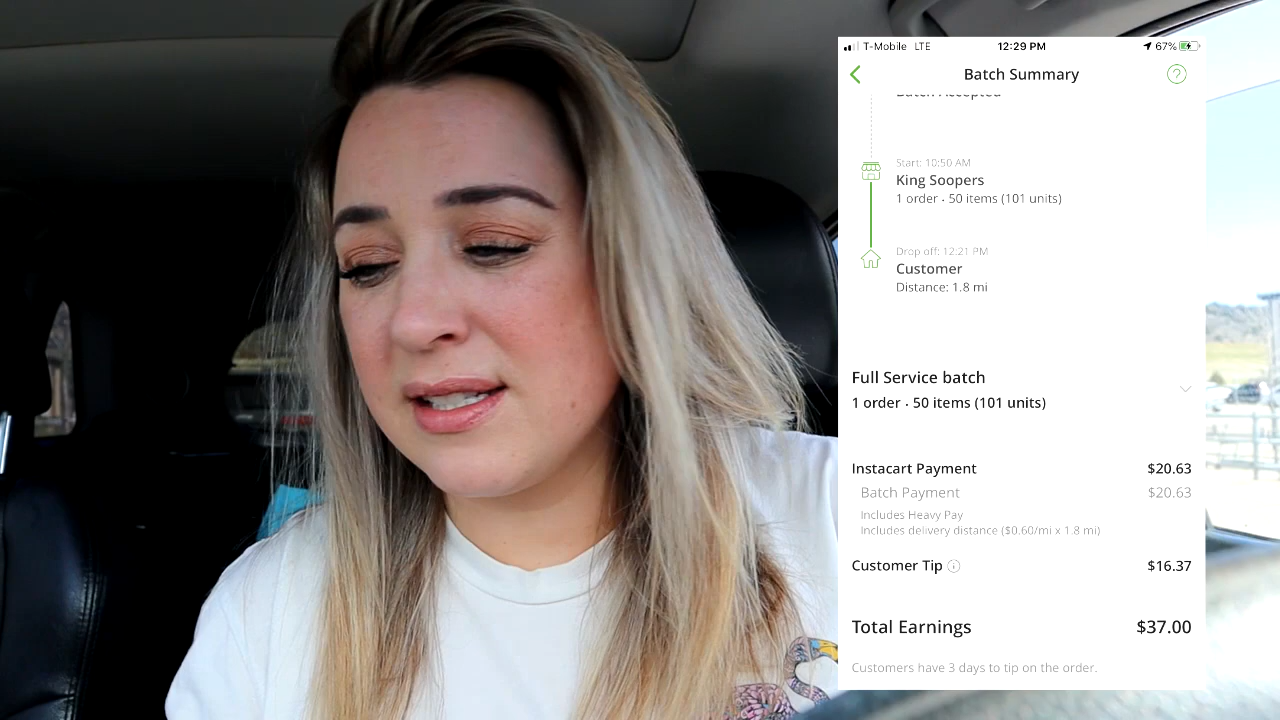 T-Mobile LTE 12:29 PM 67%
Batch Summary
Batch Accepted
Start: 10:50 AM
King Soopers
1 order · 50 items (101 units)
Drop off: 12:21 PM
Customer
Distance: 1.8 mi
Full Service batch
1 order · 50 items (101 units)
Instacart Payment $20.63
Batch Payment $20.63
Includes Heavy Pay
Includes delivery distance ($0.60/mi x 1.8 mi)
Customer Tip $16.37
Total Earnings $37.00
Customers have 3 days to tip on the order.